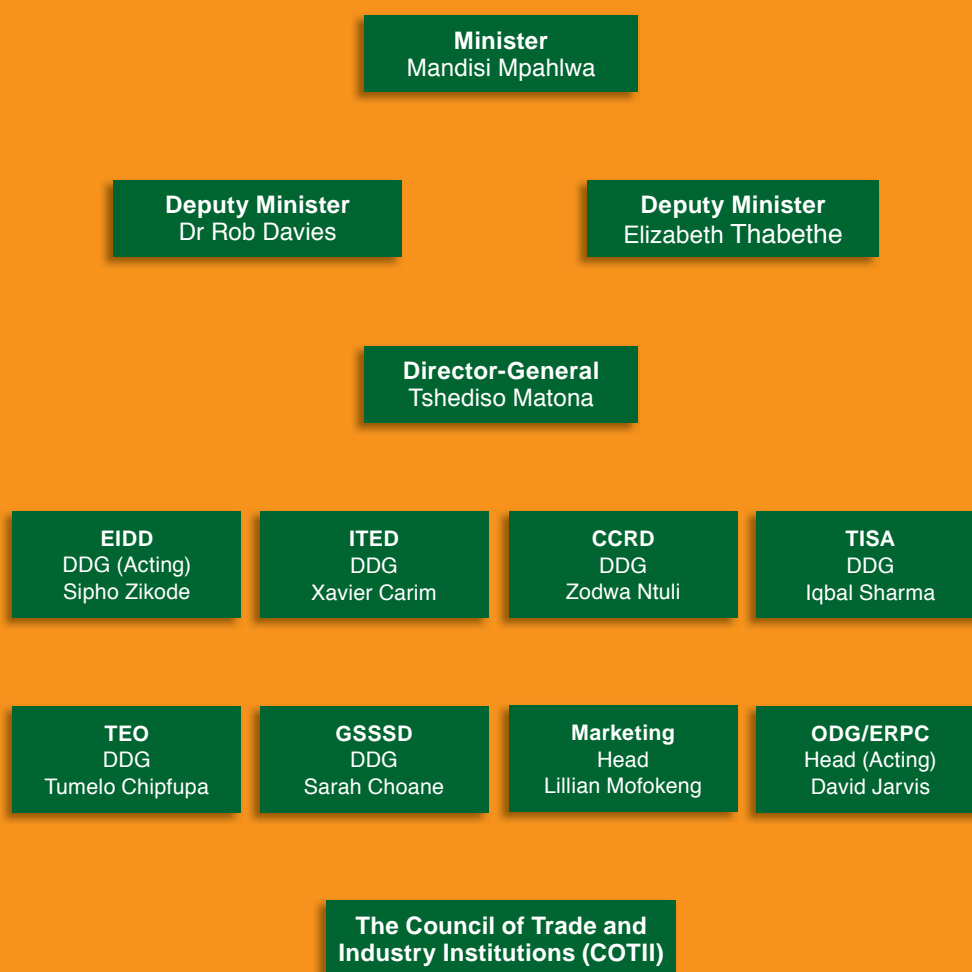 Minister
Mandisi Mpahlwa
Deputy Minister
Dr Rob Davies
Deputy Minister
Elizabeth Thabethe
Director-General
Tshediso Matona
EIDD
DDG (Acting)
Sipho Zikode
ITED
DDG
Xavier Carim
CCRD
DDG
Zodwa Ntuli
TISA
DDG
Iqbal Sharma
TEO
DDG
Tumelo Chipfupa
GSSSD
DDG
Sarah Choane
Marketing
Head
Lillian Mofokeng
ODG/ERPC
Head (Acting)
David Jarvis
The Council of Trade and
Industry Institutions (COTII)